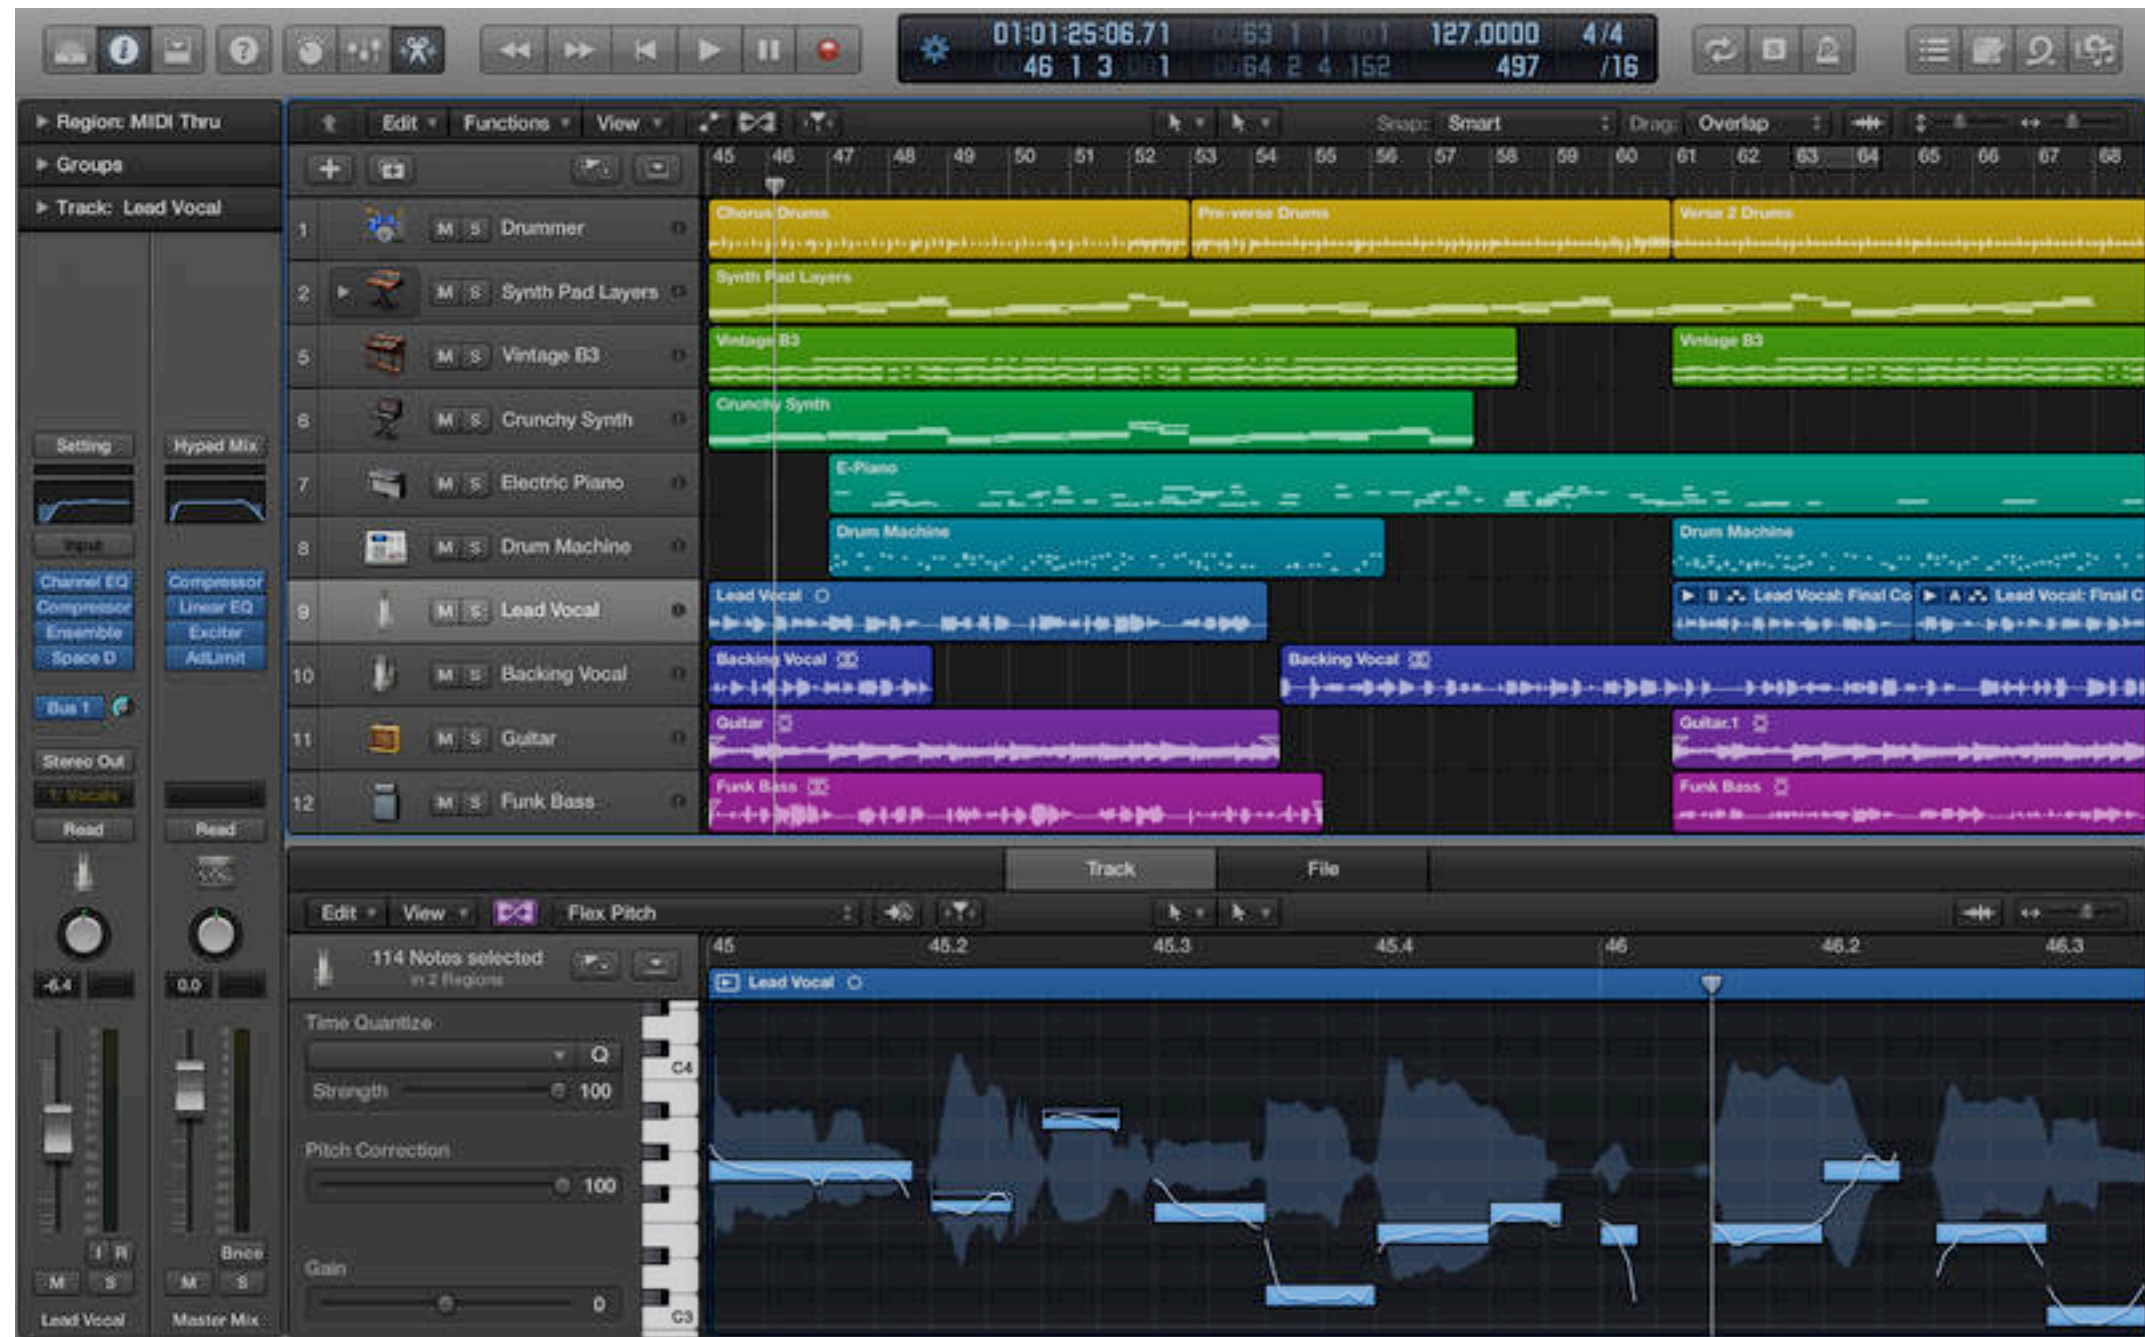 01:01:25:06.71 127.0000 4/4
46 1 3 1 64 2 4 152 497 /16
Region: MIDI Thru
Groups
Track: Lead Vocal
Edit Functions View Snap: Smart Drag: Overlap
45 46 47 48 49 50 51 52 53 54 55 56 57 58 59 60 61 62 63 64 65 66 67 68
1 M S Drummer
Chorus Drums Pre-verse Drums Verse 2 Drums
2 M S Synth Pad Layers
Synth Pad Layers
5 M S Vintage B3
Vintage B3 Vintage B3
6 M S Crunchy Synth
Crunchy Synth
7 M S Electric Piano
E-Piano
8 M S Drum Machine
Drum Machine Drum Machine
9 M S Lead Vocal
Lead Vocal B Lead Vocal: Final Co A Lead Vocal: Final C
10 M S Backing Vocal
Backing Vocal Backing Vocal
11 M S Guitar
Guitar Guitar.1
12 M S Funk Bass
Funk Bass Funk Bass
Setting Hyped Mix
Input
Channel EQ Compressor
Compressor Linear EQ
Ensemble Exciter
Space D AdLimit
Bus 1
Stereo Out
1: Vocals
Read Read
-6.4 0.0
I R Bnce
M S M S
Lead Vocal Master Mix
Track File
Edit View Flex Pitch
114 Notes selected
in 2 Regions
45 45.2 45.3 45.4 46 46.2 46.3
Lead Vocal
Time Quantize
Q
Strength 100
Pitch Correction
100
Gain
0
C4
C3